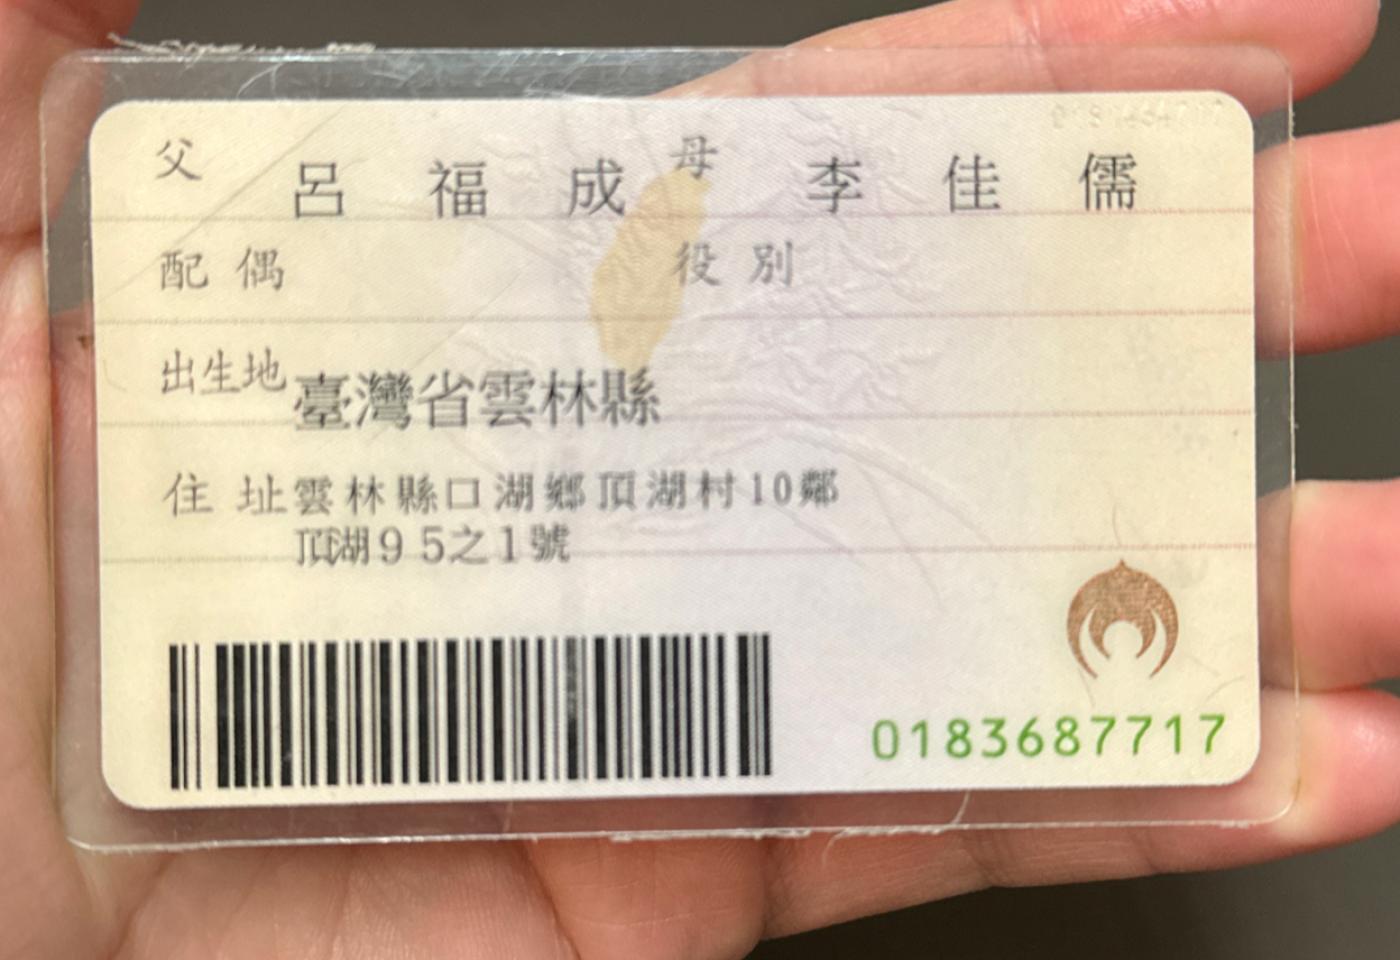 父 呂福成 母 李佳儒
配偶 役別
出生地 臺灣省雲林縣
住址 雲林縣口湖鄉頂湖村10鄰
頂湖95之1號
0183687717